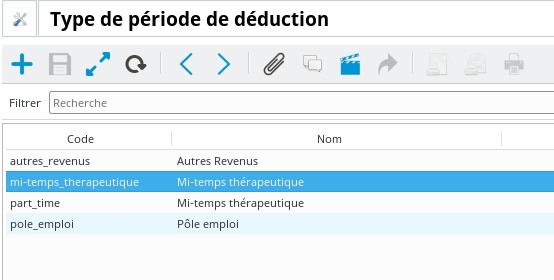 Type de période de déduction
Filtrer Recherche
Code Nom
autres_revenus Autres Revenus
mi-temps_therapeutique Mi-temps thérapeutique
part_time Mi-temps thérapeutique
pole_emploi Pôle emploi